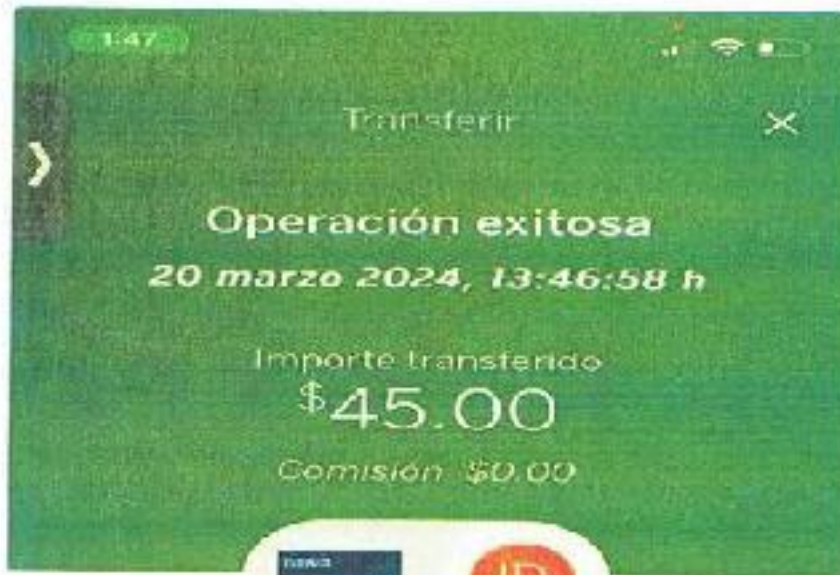 1:47
Transferir
Operación exitosa
20 marzo 2024, 13:46:58 h
Importe transferido
$45.00
Comisión $0.00